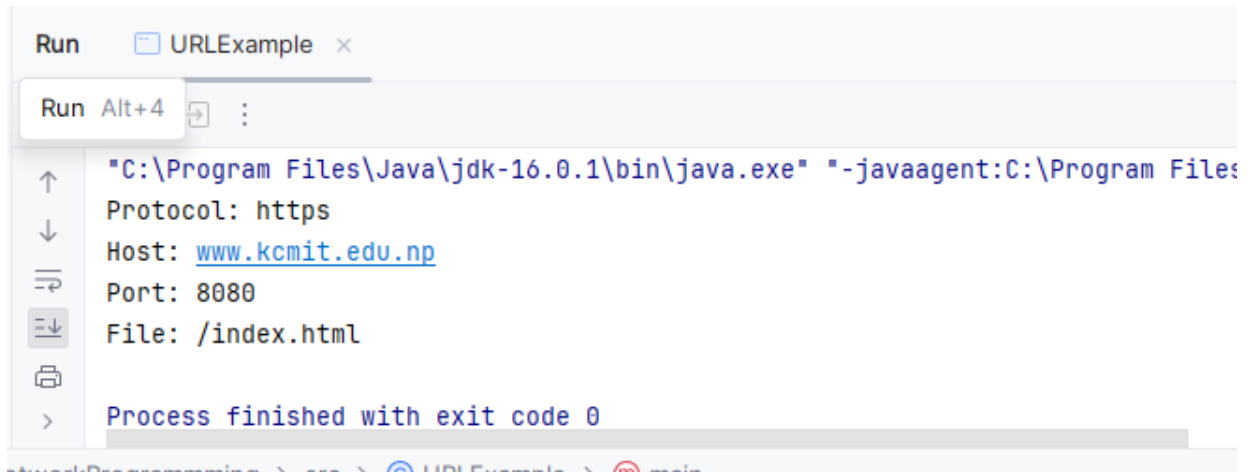 Run URLExample
Run Alt+4
"C:\Program Files\Java\jdk-16.0.1\bin\java.exe" "-javaagent:C:\Program Files
Protocol: https
Host: www.kcmit.edu.np
Port: 8080
File: /index.html
Process finished with exit code 0
URLExample > main